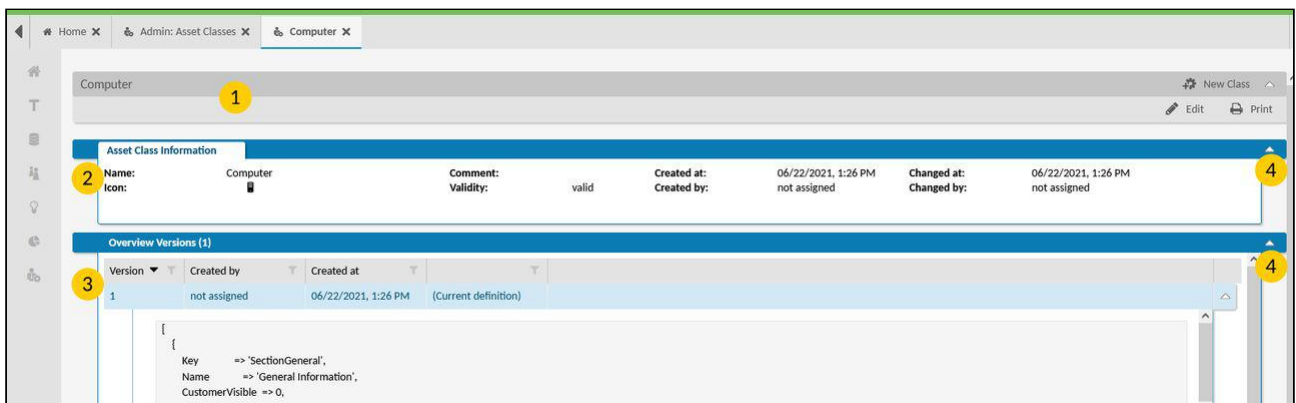 Home Admin: Asset Classes Computer
Computer New Class
1
Edit Print
Asset Class Information
2 Name: Computer Comment: Created at: 06/22/2021, 1:26 PM Changed at: 06/22/2021, 1:26 PM 4
Icon: Validity: valid Created by: not assigned Changed by: not assigned
Overview Versions (1)
4
3 Version Created by Created at
1 not assigned 06/22/2021, 1:26 PM (Current definition)
[
{
Key => 'SectionGeneral',
Name => 'General Information',
CustomerVisible => 0,